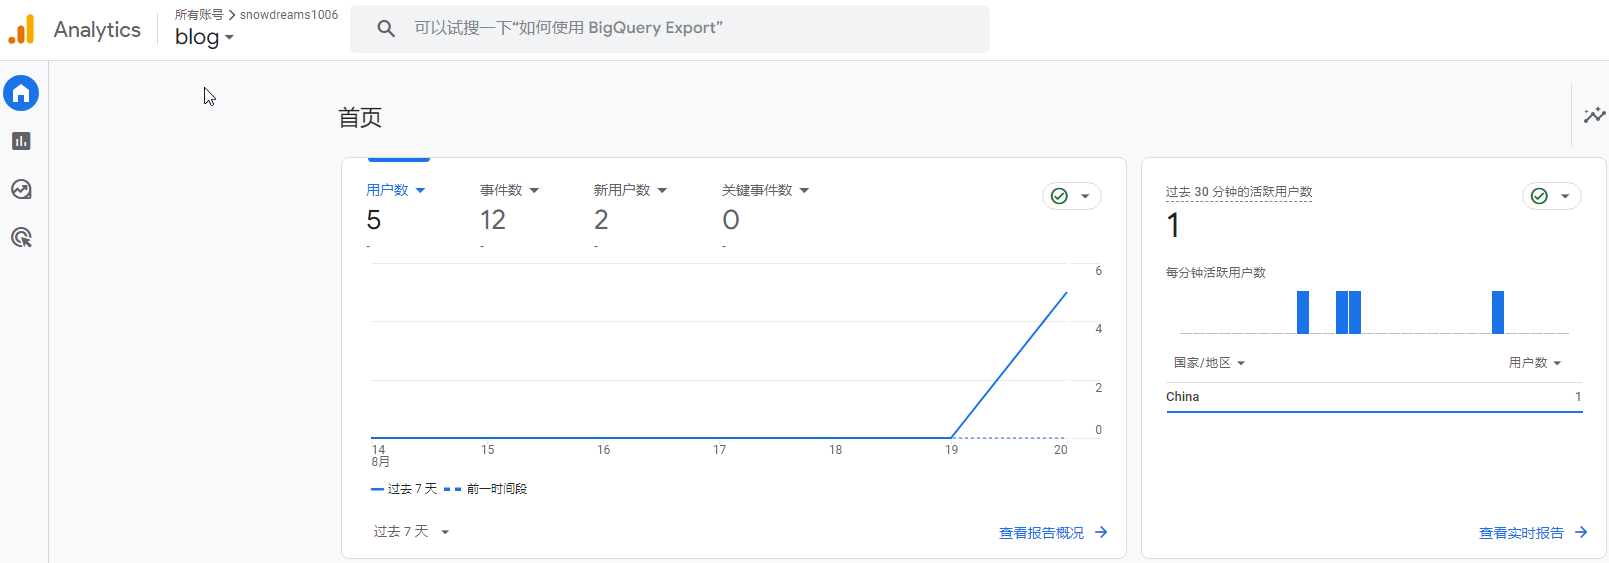 Analytics
所有账号 > snowdreams1006
blog
可以试搜一下“如何使用 BigQuery Export”
首页
用户数 事件数 新用户数 关键事件数
5 12 2 0
- - - -
6
4
2
0
14 15 16 17 18 19 20
8月
过去 7 天 前一时间段
过去 7 天
查看报告概况
过去 30 分钟的活跃用户数
1
每分钟活跃用户数
国家/地区 用户数
China 1
查看实时报告